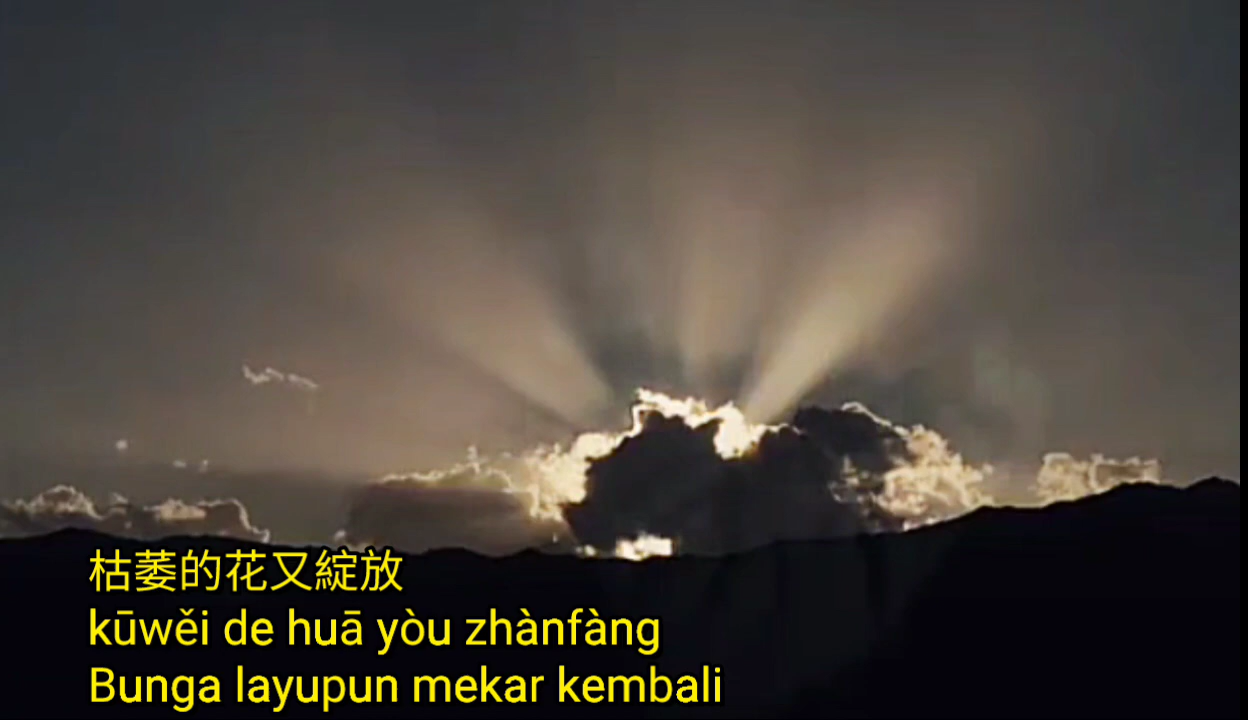 枯萎的花又綻放
kūwěi de huā yòu zhànfàng
Bunga layupun mekar kembali